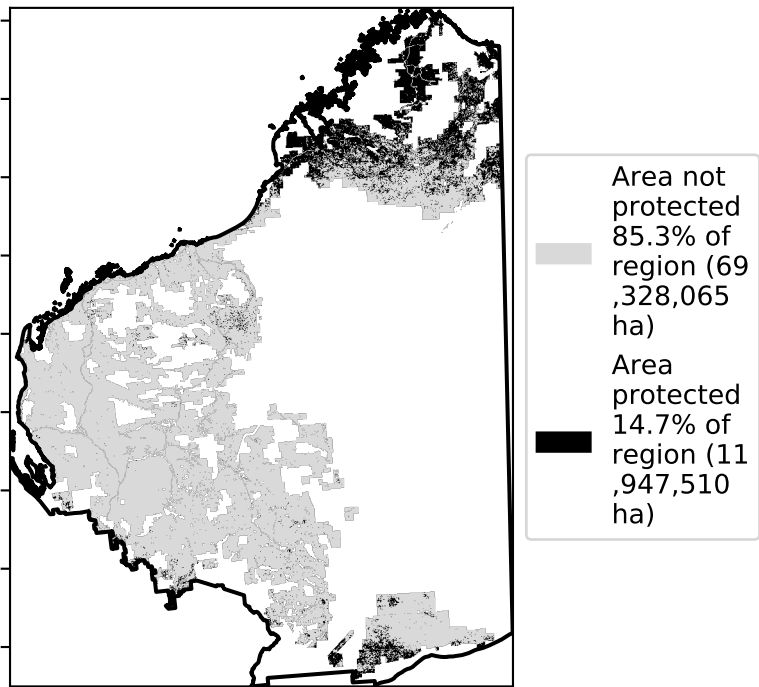 Area not
protected
85.3% of
region (69
,328,065
ha)
Area
protected
14.7% of
region (11
,947,510
ha)